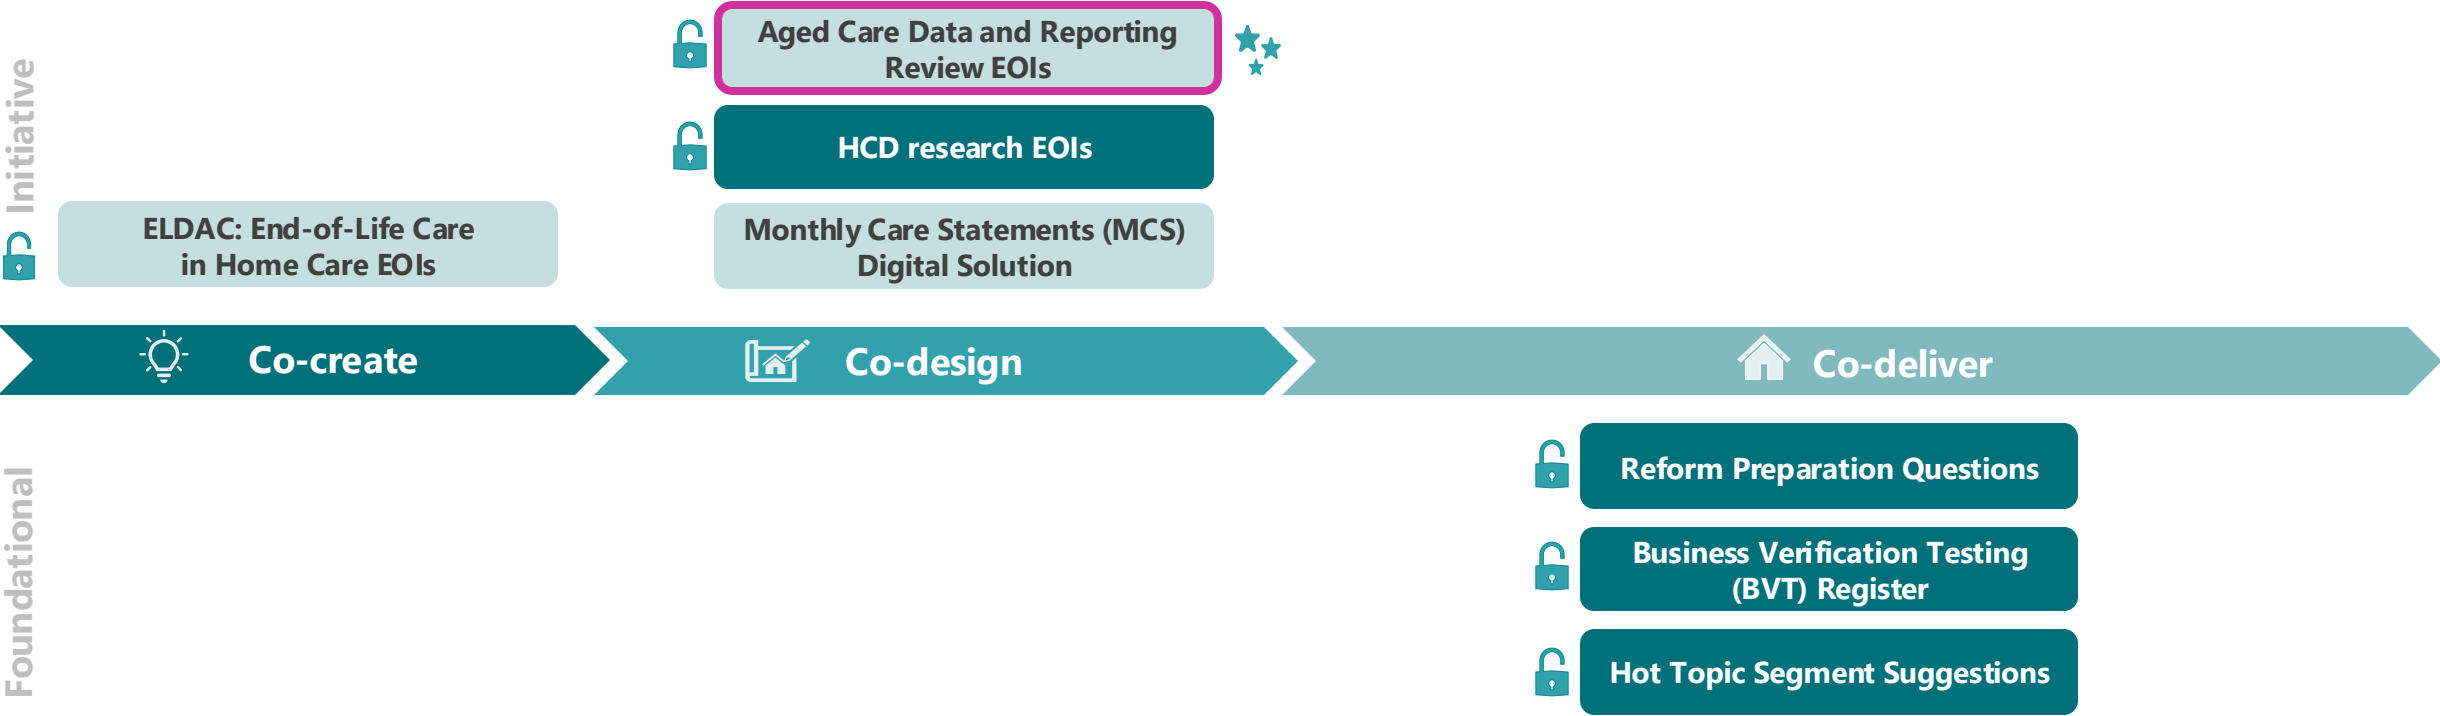 Initiative
Aged Care Data and Reporting
Review EOIs
HCD research EOIs
ELDAC: End-of-Life Care
in Home Care EOIs
Monthly Care Statements (MCS)
Digital Solution
Co-create
Co-design
Co-deliver
Foundational
Reform Preparation Questions
Business Verification Testing
(BVT) Register
Hot Topic Segment Suggestions